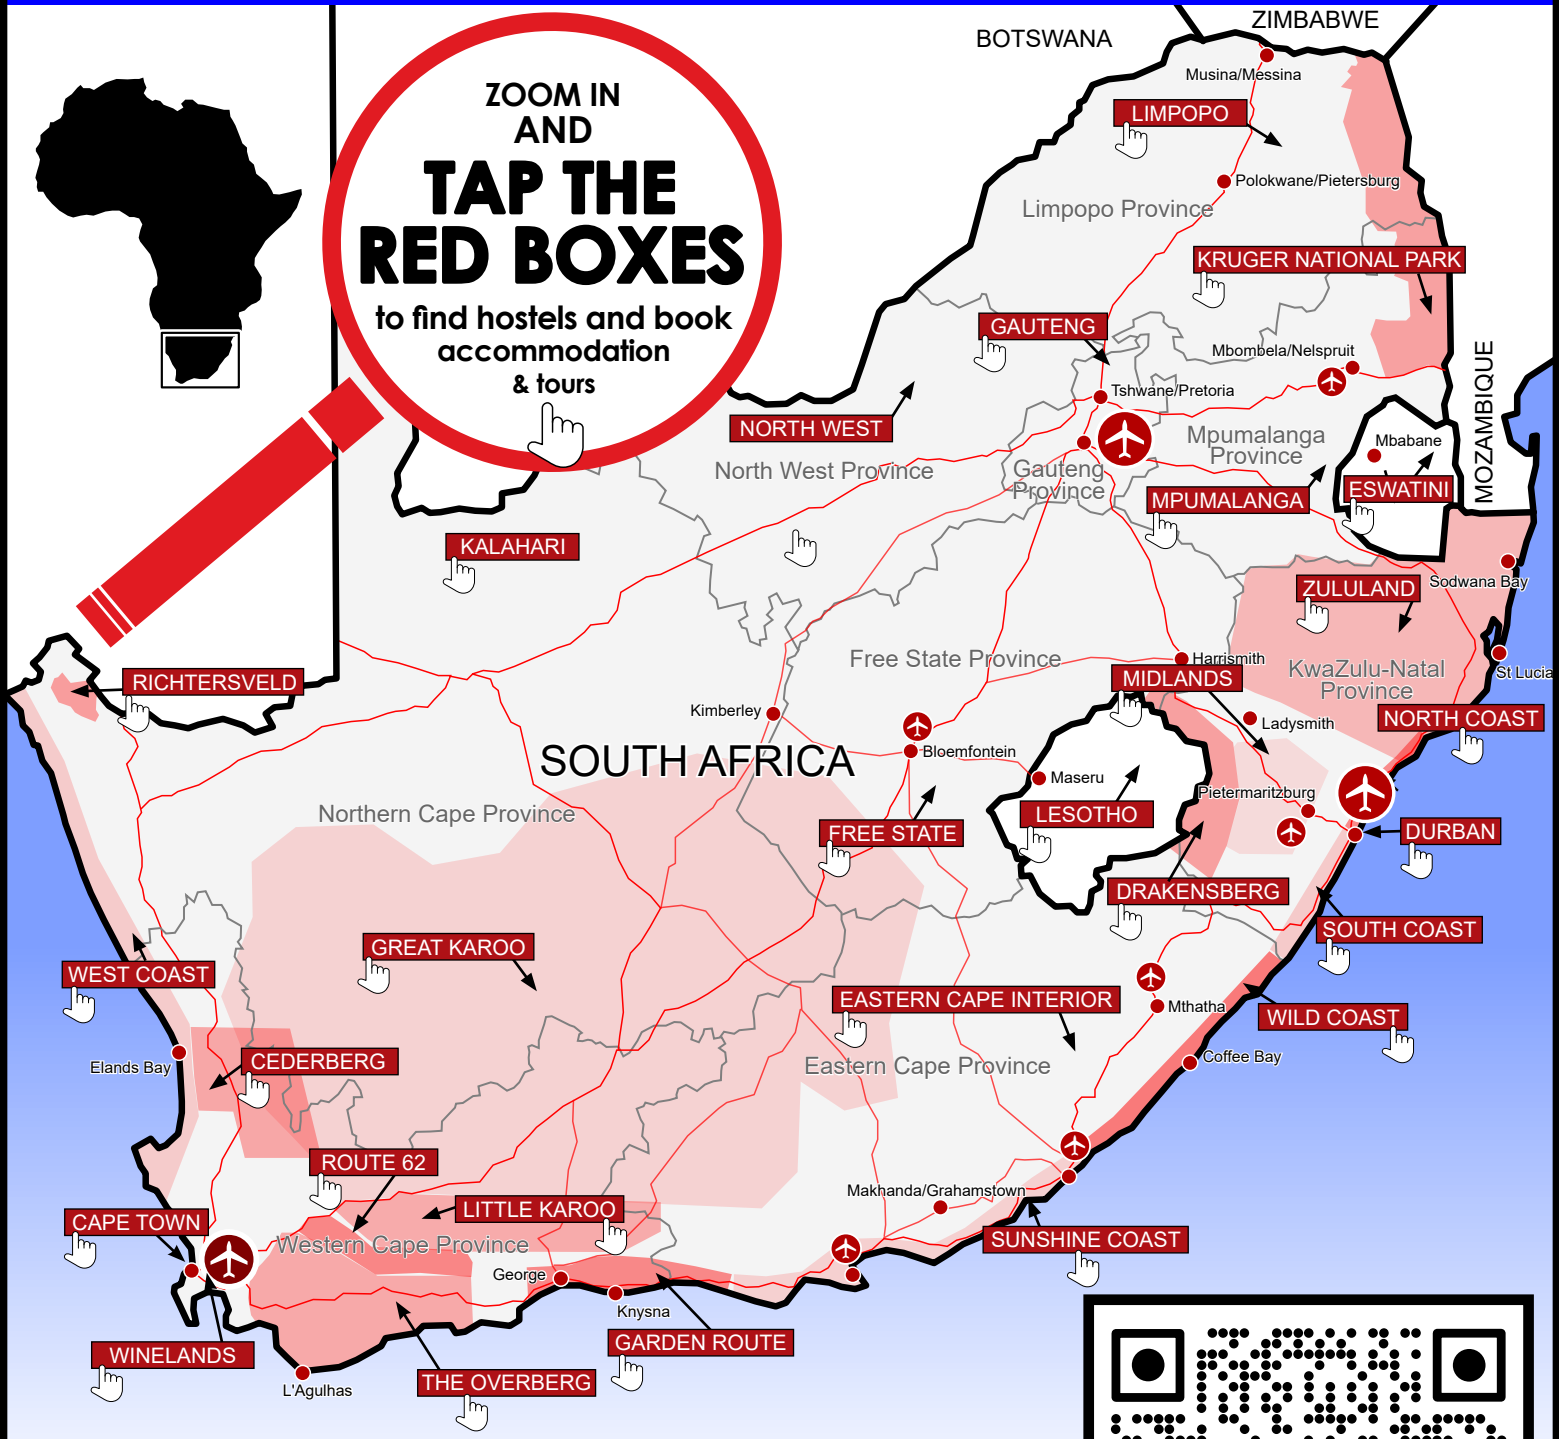 ZIMBABWE
BOTSWANA
Musina/Messina
ZOOM IN
AND
TAP THE
RED BOXES
to find hostels and book
accommodation
& tours
LIMPOPO
Polokwane/Pietersburg
Limpopo Province
KRUGER NATIONAL PARK
GAUTENG
Mbombela/Nelspruit
MOZAMBIQUE
Tshwane/Pretoria
NORTH WEST
Mpumalanga
Province
Mbabane
North West Province
Gauteng
Province
MPUMALANGA
ESWATINI
KALAHARI
ZULULAND
Sodwana Bay
Free State Province
Harrismith
KwaZulu-Natal
Province
St Lucia
RICHTERSVELD
MIDLANDS
Kimberley
Ladysmith
NORTH COAST
SOUTH AFRICA
Bloemfontein
Maseru
Pietermaritzburg
Northern Cape Province
LESOTHO
FREE STATE
DURBAN
DRAKENSBERG
SOUTH COAST
GREAT KAROO
WEST COAST
EASTERN CAPE INTERIOR
Mthatha
WILD COAST
Elands Bay
CEDERBERG
Eastern Cape Province
Coffee Bay
ROUTE 62
Makhanda/Grahamstown
LITTLE KAROO
CAPE TOWN
Western Cape Province
SUNSHINE COAST
George
Knysna
WINELANDS
GARDEN ROUTE
L'Agulhas
THE OVERBERG